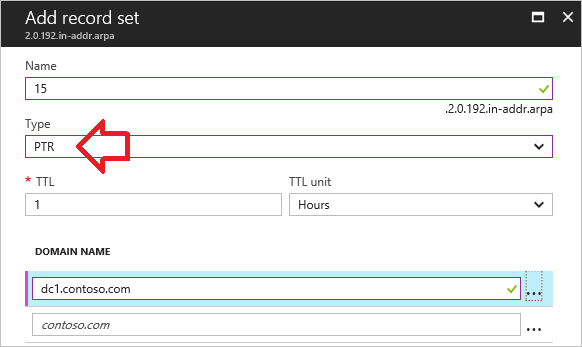 Add record set
2.0.192.in-addr.arpa
Name
15
.2.0.192.in-addr.arpa
Type
PTR
* TTL
TTL unit
1
Hours
DOMAIN NAME
dc1.contoso.com
...
contoso.com
...